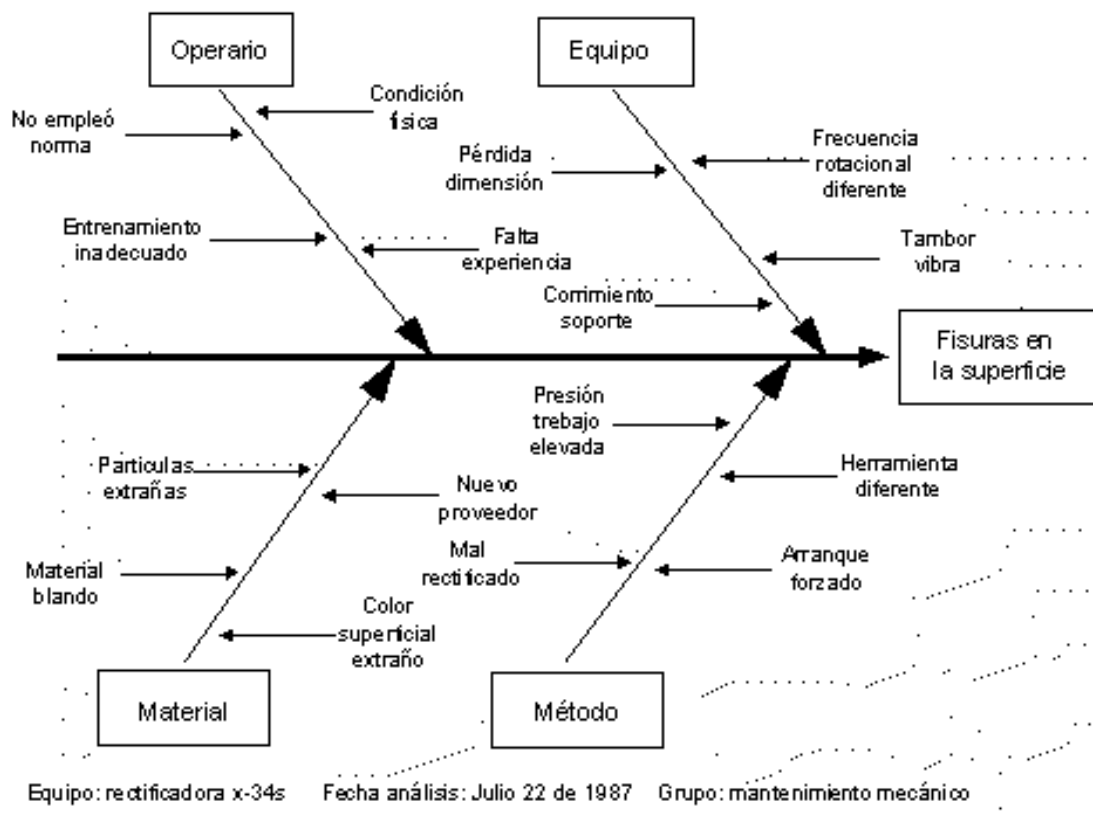 Operario
Equipo
Condición
física
No empleó
norma
Pérdida
dimensión
Frecuencia
rotacional
diferente
Entrenamiento
inadecuado
Falta
experiencia
Tambor
vibra
Corrimiento
soporte
Fisuras en
la superficie
Presión
trebajo
elevada
Particulas
extrañas
Nuevo
proveedor
Herramienta
diferente
Mal
rectificado
Arranque
forzado
Material
blando
Color
superficial
extraño
Material
Método
Equipo: rectificadora x-34s Fecha análisis: Julio 22 de 1987 Grupo: mantenimiento mecánico